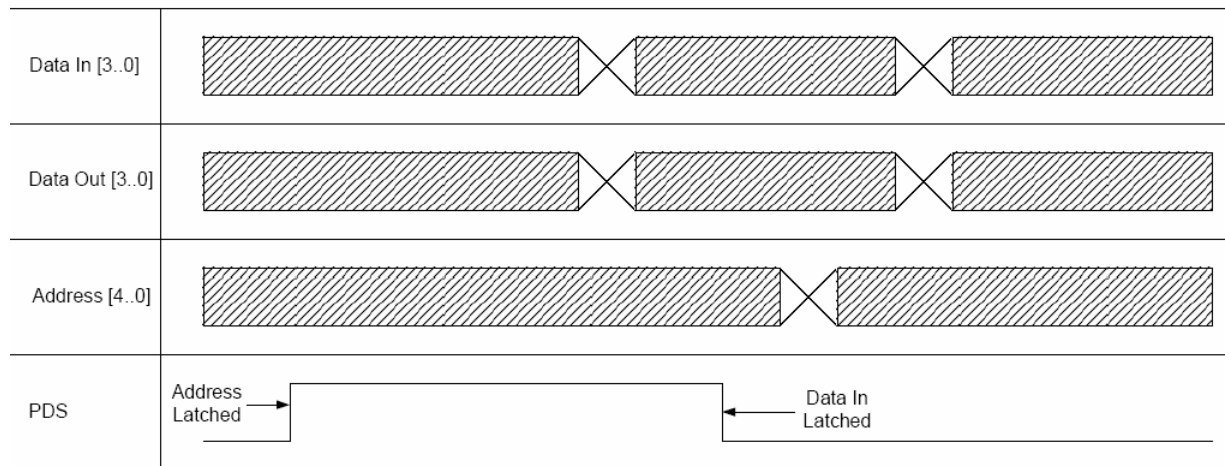 Data In [3..0]
Data Out [3..0]
Address [4..0]
PDS
Address
Latched
Data In
Latched